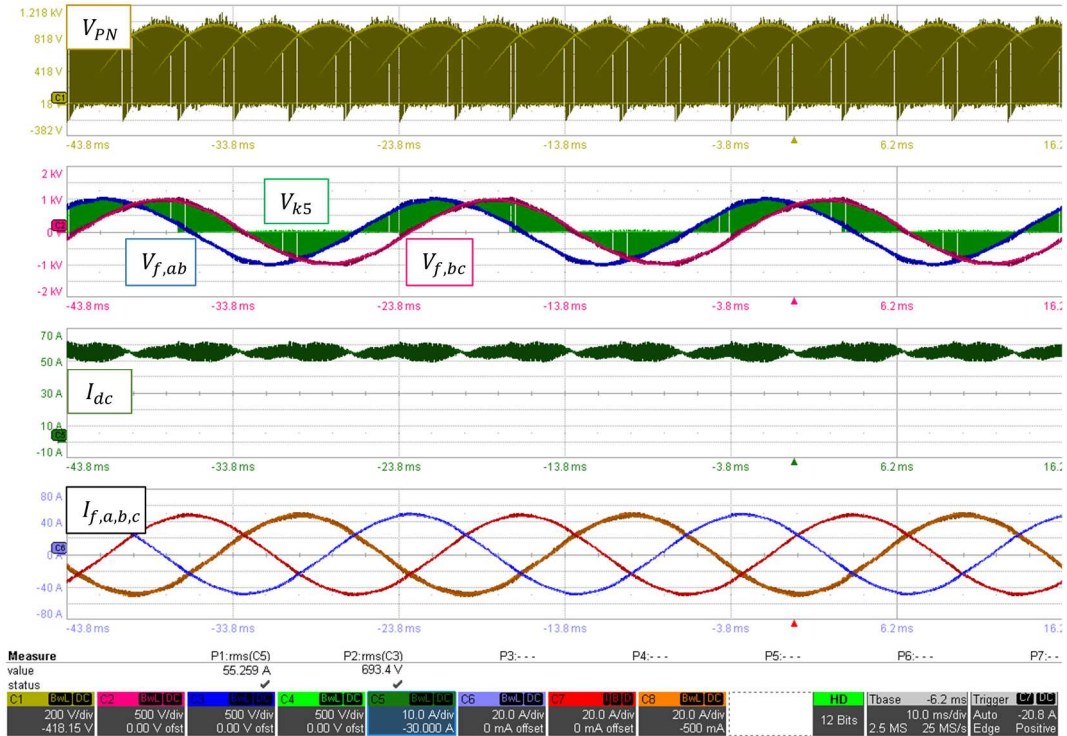 1.218 kV
V_PN
818 V
418 V
C1
18 V
-382 V
-43.8 ms -33.8 ms -23.8 ms -13.8 ms -3.8 ms 6.2 ms 16.2
2 kV
V_k5
1 kV
V_f,ab V_f,bc
-1 kV
-2 kV
-43.8 ms -33.8 ms -23.8 ms -13.8 ms -3.8 ms 6.2 ms 16.2
70 A
50 A
I_dc
30 A
10 A
-10 A
-43.8 ms -33.8 ms -23.8 ms -13.8 ms -3.8 ms 6.2 ms 16.2
80 A
I_f,a,b,c
40 A
C6
0 A
-40 A
-80 A
-43.8 ms -33.8 ms -23.8 ms -13.8 ms -3.8 ms 6.2 ms 16.2
Measure P1:rms(C5) P2:rms(C3) P3:- - - P4:- - - P5:- - - P6:- - - P7:- -
value 55.259 A 693.4 V
status
C1 BwL DC C2 BwL DC C3 BwL DC C4 BwL DC C5 BwL DC C6 BwL DC C7 C8 BwL DC HD Tbase -6.2 ms Trigger C7 DC
200 V/div 500 V/div 500 V/div 500 V/div 10.0 A/div 20.0 A/div 20.0 A/div 20.0 A/div 12 Bits 10.0 ms/div Auto -20.8 A
-418.15 V 0.00 V ofst 0.00 V ofst 0.00 V ofst -30.000 A 0 mA offset 0 mA offset -500 mA 2.5 MS 25 MS/s Edge Positive